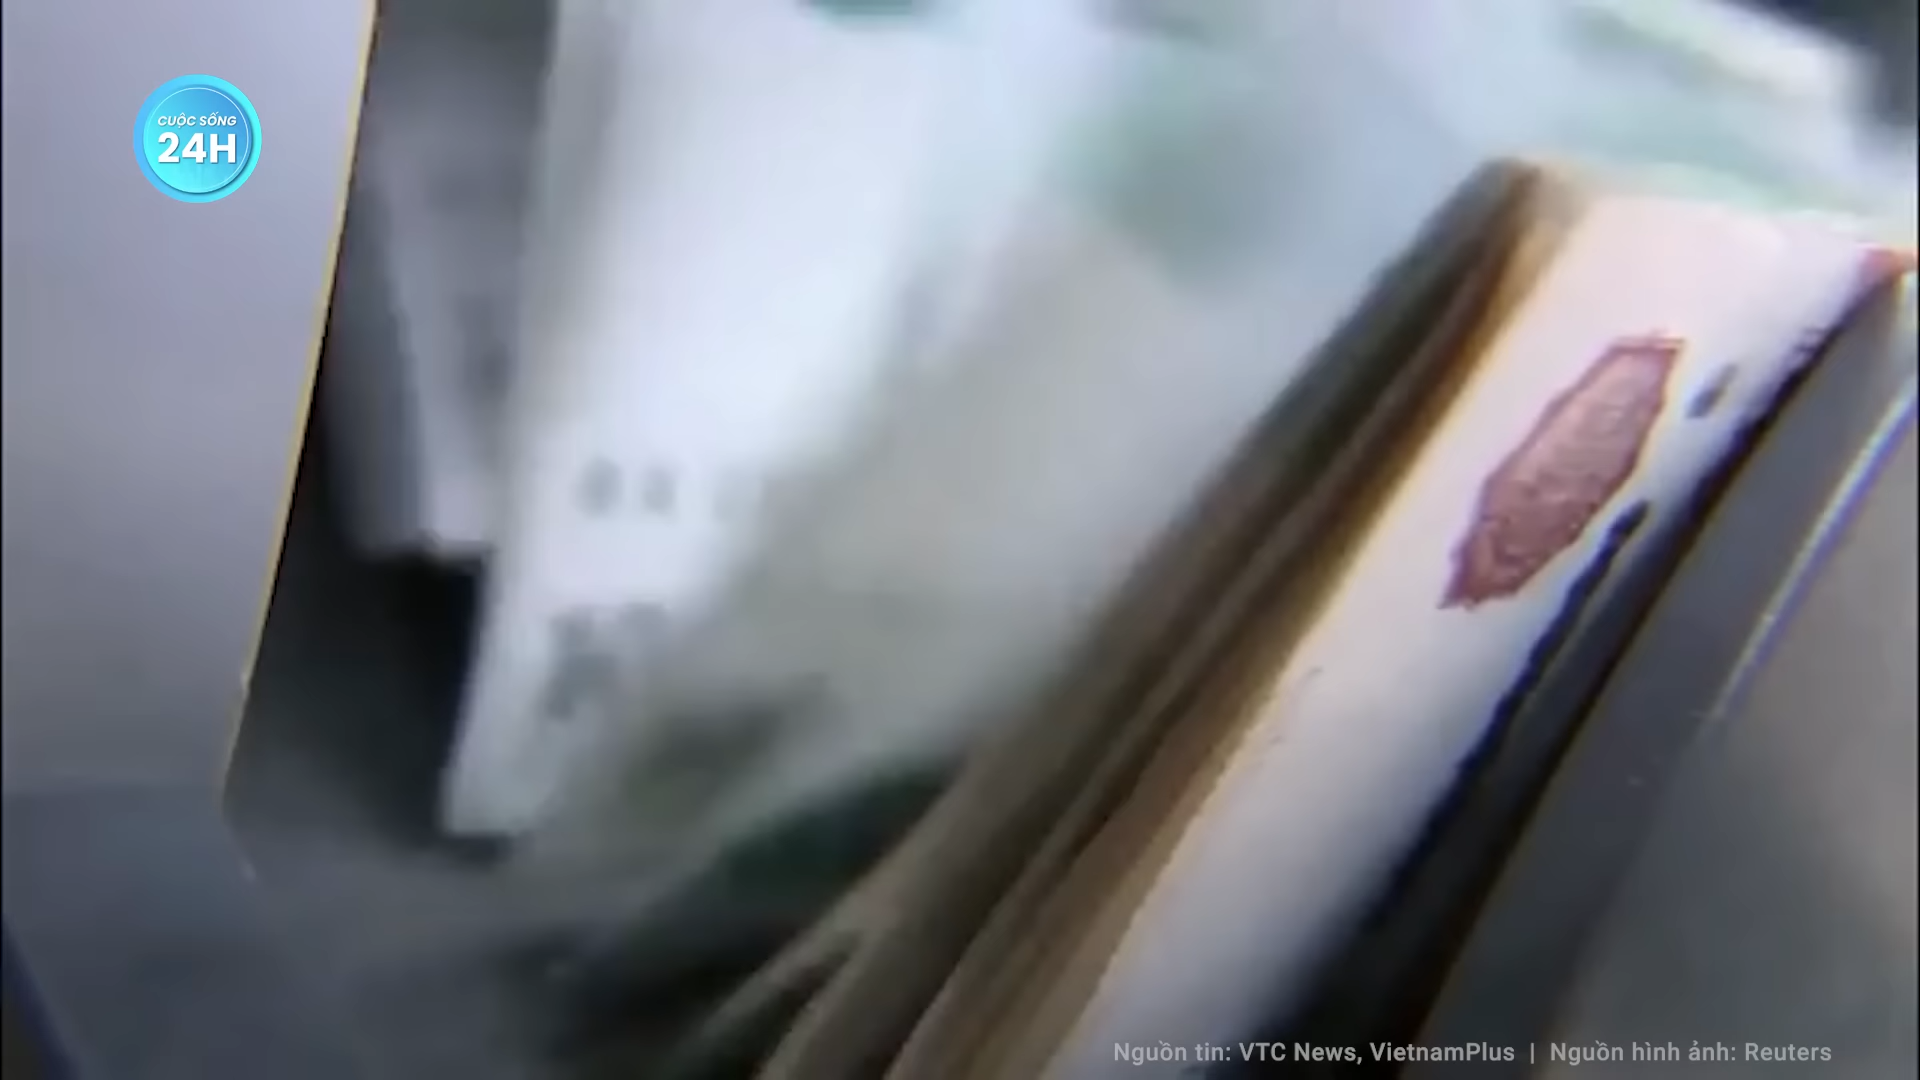 CUỘC SỐNG
24H
Nguồn tin: VTC News, VietnamPlus | Nguồn hình ảnh: Reuters